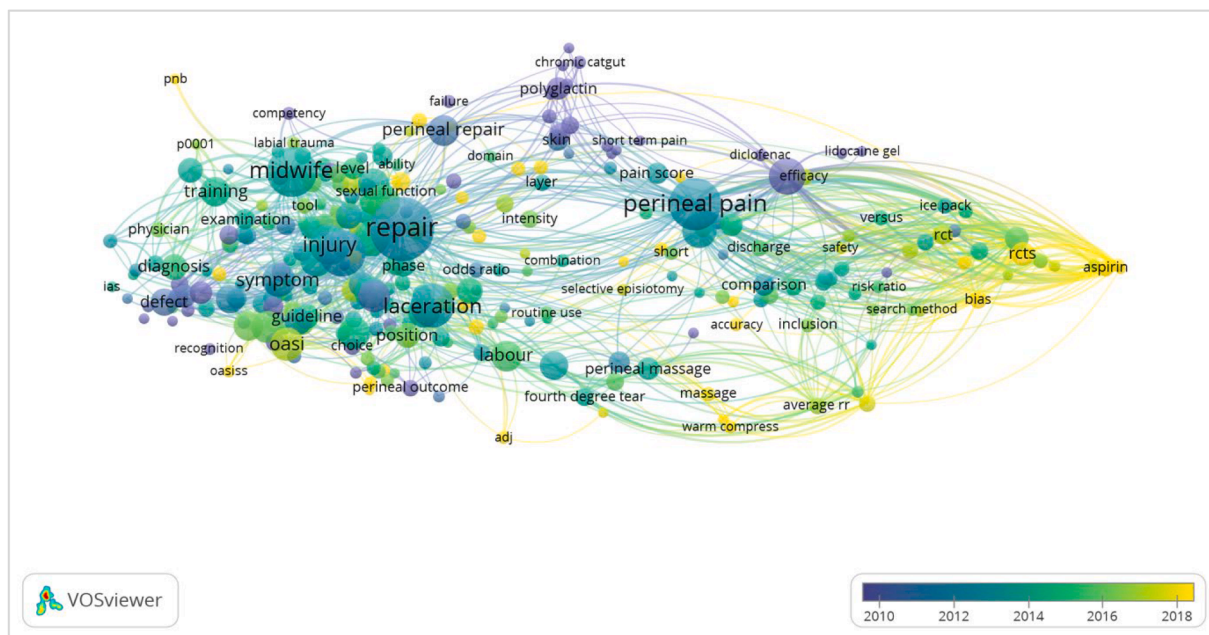 chronic catgut
pnb
polyglactin
failure
competency
perineal repair
p0001
labial trauma
skin
short term pain
diclofenac
lidocaine gel
domain
midwife
level
ability
efficacy
pain score
layer
training
sexual function
tool
perineal pain
ice pack
examination
intensity
versus
repair
physician
rct
injury
discharge
safety
short
rcts
combination
diagnosis
phase
odds ratio
aspirin
symptom
ias
selective episiotomy
comparison
risk ratio
defect
laceration
bias
guideline
routine use
search method
accuracy
inclusion
position
recognition
oasi
choice
labour
oasiss
perineal massage
perineal outcome
fourth degree tear
massage
average rr
warm compress
adj
VOSviewer
2010 2012 2014 2016 2018